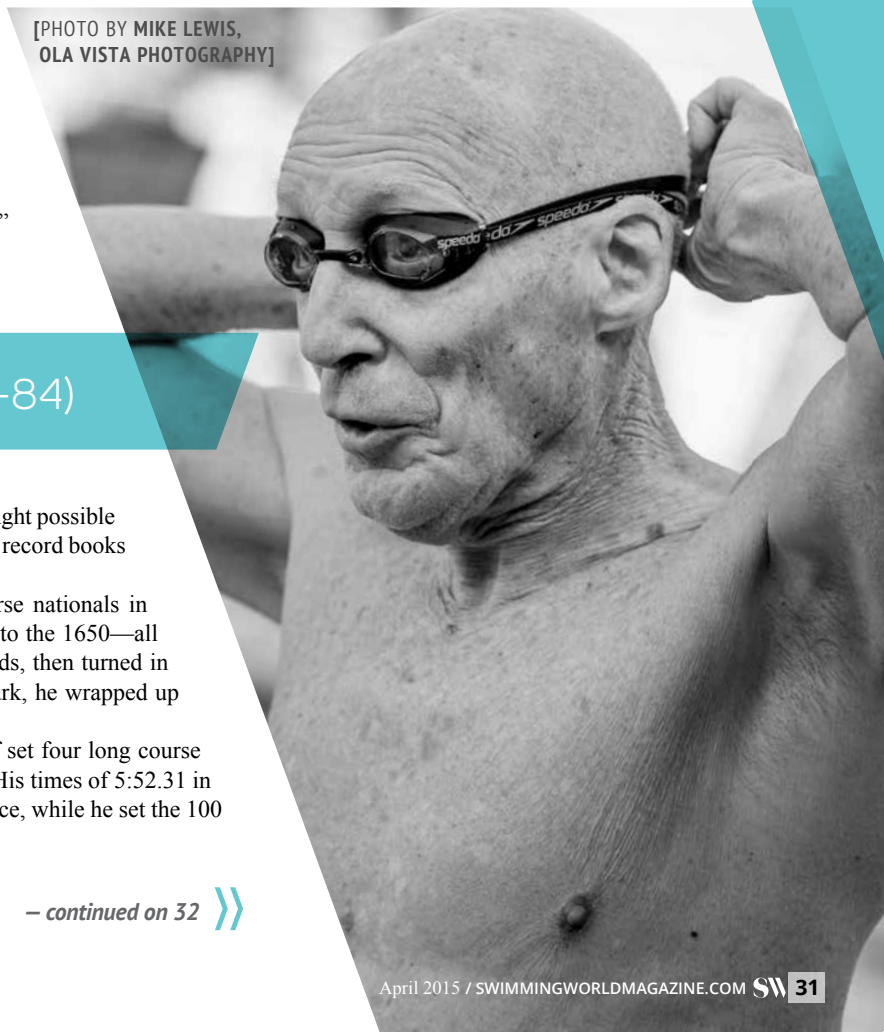 [PHOTO BY MIKE LEWIS,
OLA VISTA PHOTOGRAPHY]
”
-84)
ght possible
record books
rse nationals in
to the 1650—all
ds, then turned in
rk, he wrapped up
set four long course
His times of 5:52.31 in
ce, while he set the 100
– continued on 32
speedo
speedo
April 2015 / SWIMMINGWORLDMAGAZINE.COM SW 31